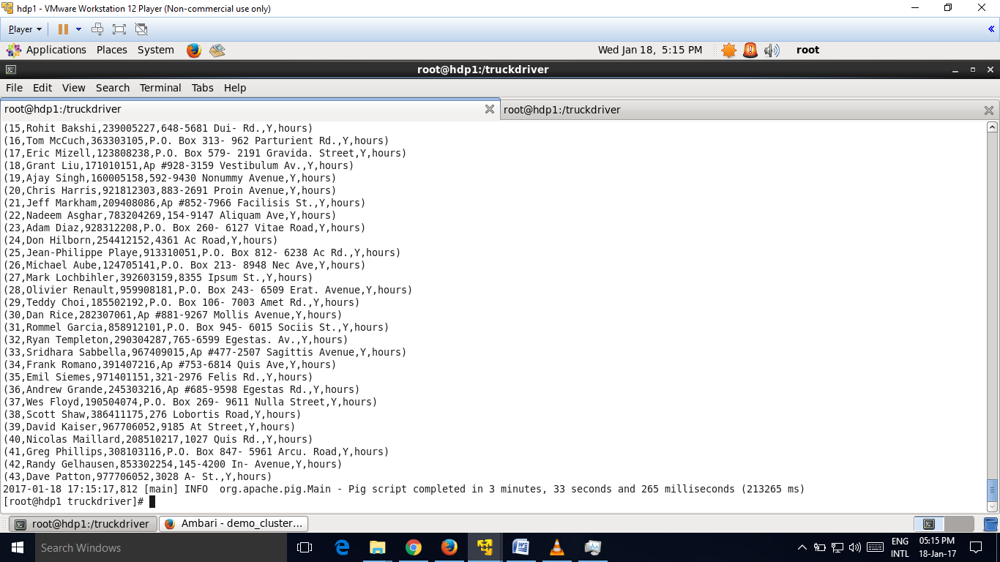 hdp1 - VMware Workstation 12 Player (Non-commercial use only)
Player
Applications Places System Wed Jan 18, 5:15 PM root
root@hdp1:/truckdriver
File Edit View Search Terminal Tabs Help
root@hdp1:/truckdriver root@hdp1:/truckdriver
(15,Rohit Bakshi,239005227,648-5681 Dui- Rd.,Y,hours)
(16,Tom McCuch,363303105,P.O. Box 313- 962 Parturient Rd.,Y,hours)
(17,Eric Mizell,123808238,P.O. Box 579- 2191 Gravida. Street,Y,hours)
(18,Grant Liu,171010151,Ap #928-3159 Vestibulum Av.,Y,hours)
(19,Ajay Singh,160005158,592-9430 Nonummy Avenue,Y,hours)
(20,Chris Harris,921812303,883-2691 Proin Avenue,Y,hours)
(21,Jeff Markham,209408086,Ap #852-7966 Facilisis St.,Y,hours)
(22,Nadeem Asghar,783204269,154-9147 Aliquam Ave,Y,hours)
(23,Adam Diaz,928312208,P.O. Box 260- 6127 Vitae Road,Y,hours)
(24,Don Hilborn,254412152,4361 Ac Road,Y,hours)
(25,Jean-Philippe Playe,913310051,P.O. Box 812- 6238 Ac Rd.,Y,hours)
(26,Michael Aube,124705141,P.O. Box 213- 8948 Nec Ave,Y,hours)
(27,Mark Lochbihler,392603159,8355 Ipsum St.,Y,hours)
(28,Olivier Renault,959908181,P.O. Box 243- 6509 Erat. Avenue,Y,hours)
(29,Teddy Choi,185502192,P.O. Box 106- 7003 Amet Rd.,Y,hours)
(30,Dan Rice,282307061,Ap #881-9267 Mollis Avenue,Y,hours)
(31,Rommel Garcia,858912101,P.O. Box 945- 6015 Sociis St.,Y,hours)
(32,Ryan Templeton,290304287,765-6599 Egestas. Av.,Y,hours)
(33,Sridhara Sabbella,967409015,Ap #477-2507 Sagittis Avenue,Y,hours)
(34,Frank Romano,391407216,Ap #753-6814 Quis Ave,Y,hours)
(35,Emil Siemes,971401151,321-2976 Felis Rd.,Y,hours)
(36,Andrew Grande,245303216,Ap #685-9598 Egestas Rd.,Y,hours)
(37,Wes Floyd,190504074,P.O. Box 269- 9611 Nulla Street,Y,hours)
(38,Scott Shaw,386411175,276 Lobortis Road,Y,hours)
(39,David Kaiser,967706052,9185 At Street,Y,hours)
(40,Nicolas Maillard,208510217,1027 Quis Rd.,Y,hours)
(41,Greg Phillips,308103116,P.O. Box 847- 5961 Arcu. Road,Y,hours)
(42,Randy Gelhausen,853302254,145-4200 In- Avenue,Y,hours)
(43,Dave Patton,977706052,3028 A- St.,Y,hours)
2017-01-18 17:15:17,812 [main] INFO  org.apache.pig.Main - Pig script completed in 3 minutes, 33 seconds and 265 milliseconds (213265 ms)
[root@hdp1 truckdriver]#
root@hdp1:/truckdriver Ambari - demo_cluster...
Search Windows
ENG 05:15 PM
INTL 18-Jan-17